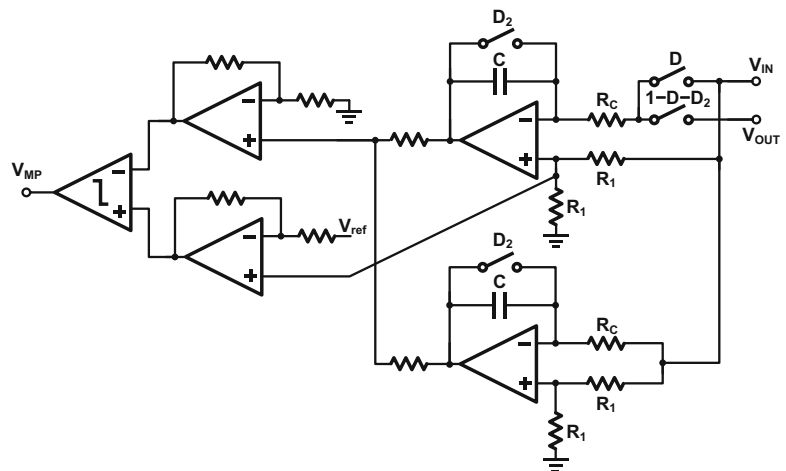 D₂
C
D
V_IN
R_C
1−D−D₂
V_OUT
−
+
R₁
R₁
V_MP
−
+
−
+
V_ref
−
+
D₂
C
R_C
−
+
R₁
R₁